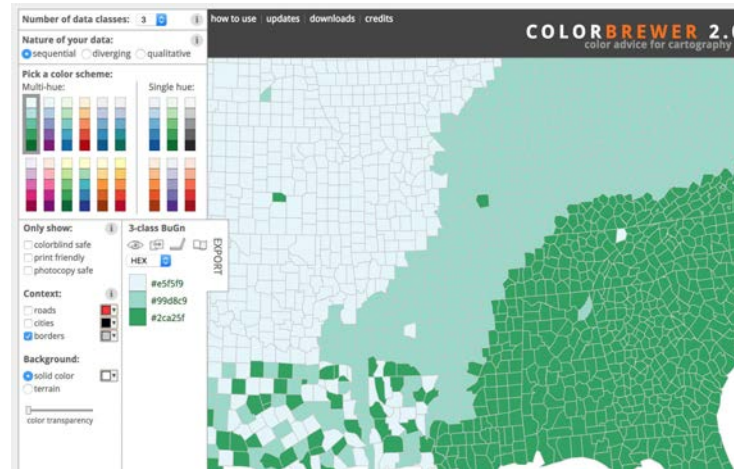 Number of data classes: 3 i
how to use | updates | downloads | credits
COLORBREWER 2.0
color advice for cartography
Nature of your data: i
sequential diverging qualitative
Pick a color scheme:
Multi-hue: Single hue:
Only show: i
colorblind safe
print friendly
photocopy safe
Context: i
roads
cities
borders
Background:
solid color
terrain
color transparency
3-class BuGn
EXPORT
HEX
#e5f5f9
#99d8c9
#2ca25f